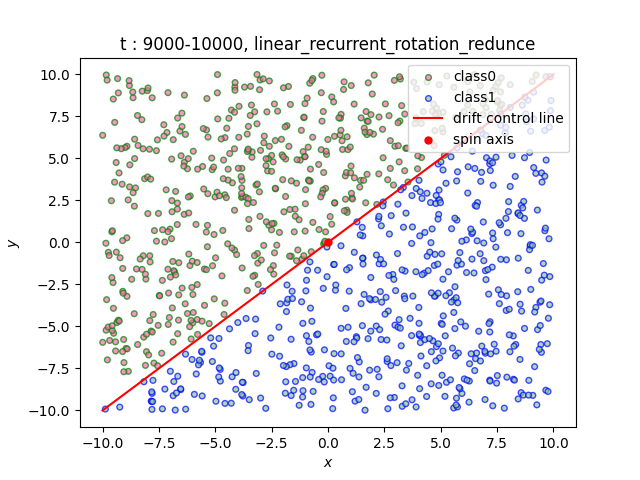 t : 9000-10000, linear_recurrent_rotation_redunce
class0
class1
drift control line
spin axis
10.0
7.5
5.0
2.5
0.0
−2.5
−5.0
−7.5
−10.0
y
−10.0 −7.5 −5.0 −2.5 0.0 2.5 5.0 7.5 10.0
x